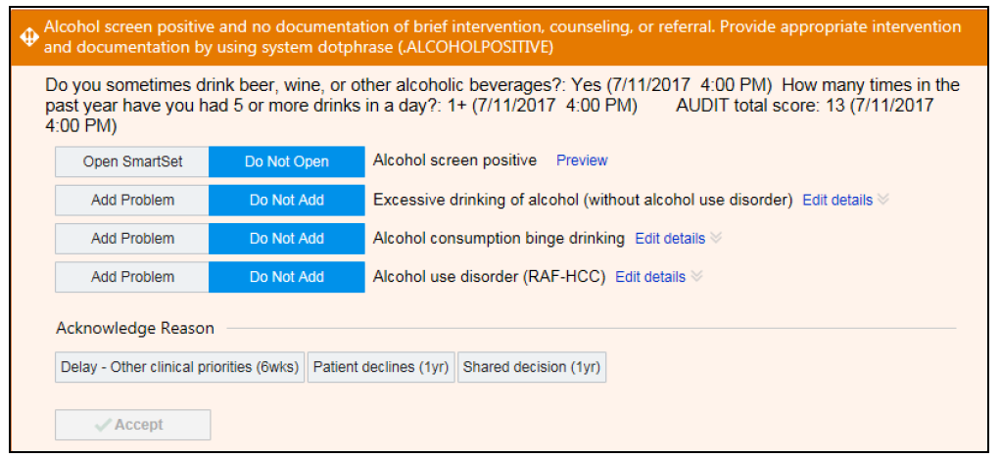 Alcohol screen positive and no documentation of brief intervention, counseling, or referral. Provide appropriate intervention
and documentation by using system dotphrase (.ALCOHOLPOSITIVE)
Do you sometimes drink beer, wine, or other alcoholic beverages?: Yes (7/11/2017  4:00 PM)  How many times in the
past year have you had 5 or more drinks in a day?: 1+ (7/11/2017  4:00 PM)      AUDIT total score: 13 (7/11/2017
4:00 PM)
Open SmartSet Do Not Open Alcohol screen positive Preview
Add Problem Do Not Add Excessive drinking of alcohol (without alcohol use disorder) Edit details
Add Problem Do Not Add Alcohol consumption binge drinking Edit details
Add Problem Do Not Add Alcohol use disorder (RAF-HCC) Edit details
Acknowledge Reason
Delay - Other clinical priorities (6wks) Patient declines (1yr) Shared decision (1yr)
Accept